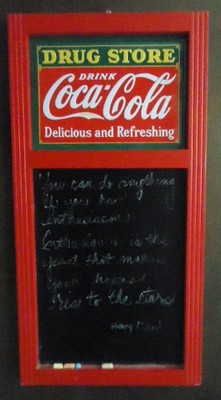 DRUG STORE
DRINK
Coca-Cola
Delicious and Refreshing
You can do anything
if you have
enthusiasm
Enthusiasm is the
yeast that makes
your hopes
rise to the stars
Henry